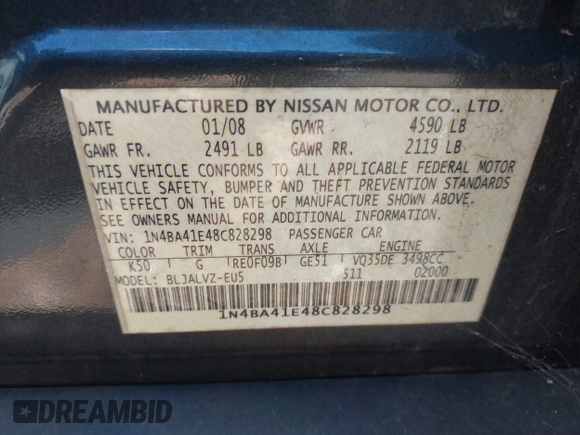 MANUFACTURED BY NISSAN MOTOR CO., LTD.
DATE 01/08 GVWR 4590 LB
GAWR FR. 2491 LB GAWR RR. 2119 LB
THIS VEHICLE CONFORMS TO ALL APPLICABLE FEDERAL MOTOR
VEHICLE SAFETY, BUMPER AND THEFT PREVENTION STANDARDS
IN EFFECT ON THE DATE OF MANUFACTURE SHOWN ABOVE.
SEE OWNERS MANUAL FOR ADDITIONAL INFORMATION.
VIN: 1N4BA41E48C828298 PASSENGER CAR
COLOR TRIM TRANS AXLE ENGINE
K50 G RE0F09B GE51 VQ35DE 3498CC
MODEL: BLJALVZ-EU5 511 02000
1N4BA41E48C828298
DREAMBID